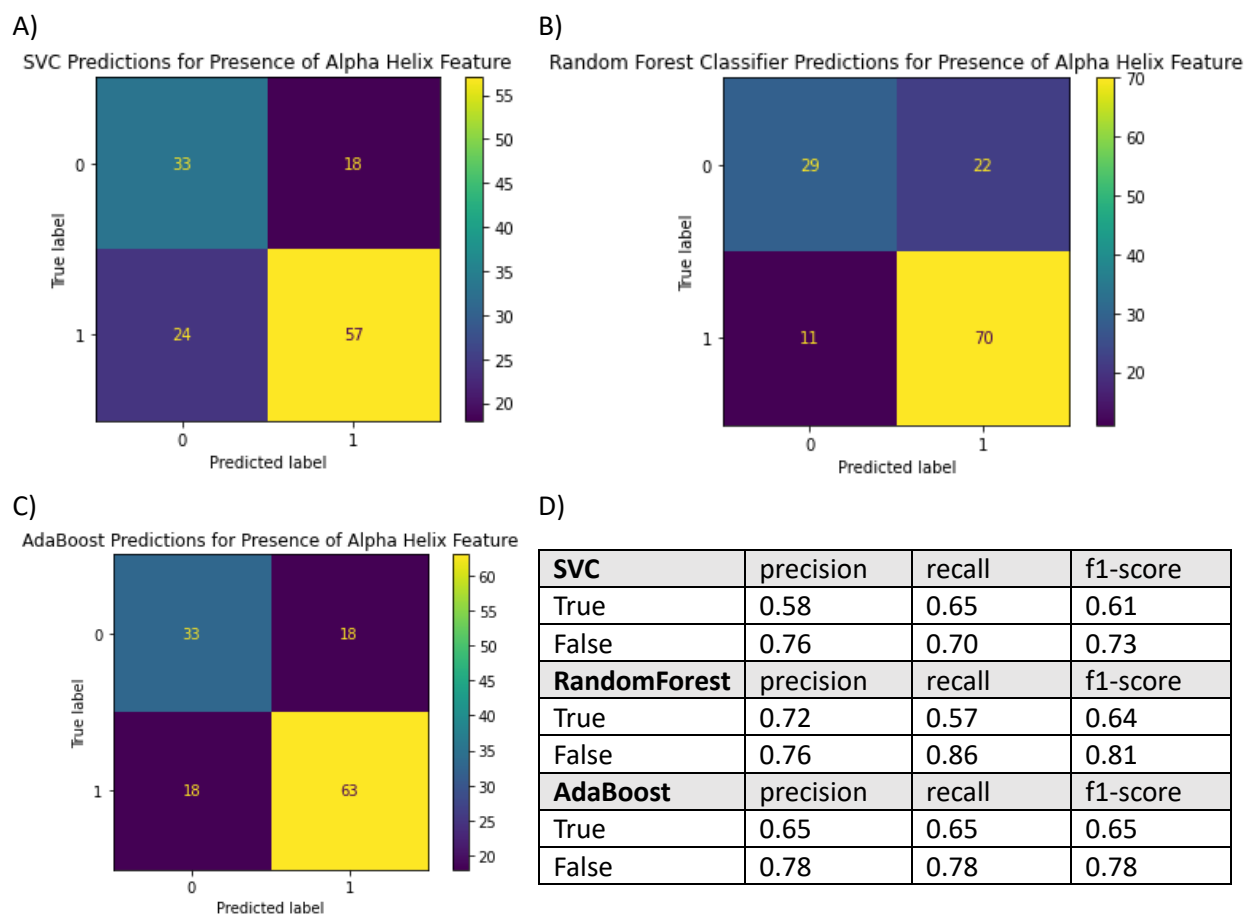 A)
SVC Predictions for Presence of Alpha Helix Feature
0
33
18
55
50
45
40
35
30
25
20
True label
1
24
57
0
1
Predicted label
B)
Random Forest Classifier Predictions for Presence of Alpha Helix Feature
0
29
22
70
60
50
40
30
20
True label
1
11
70
0
1
Predicted label
C)
AdaBoost Predictions for Presence of Alpha Helix Feature
0
33
18
60
55
50
45
40
35
30
25
20
True label
1
18
63
0
1
Predicted label
D)
SVC precision recall f1-score
True 0.58 0.65 0.61
False 0.76 0.70 0.73
RandomForest precision recall f1-score
True 0.72 0.57 0.64
False 0.76 0.86 0.81
AdaBoost precision recall f1-score
True 0.65 0.65 0.65
False 0.78 0.78 0.78